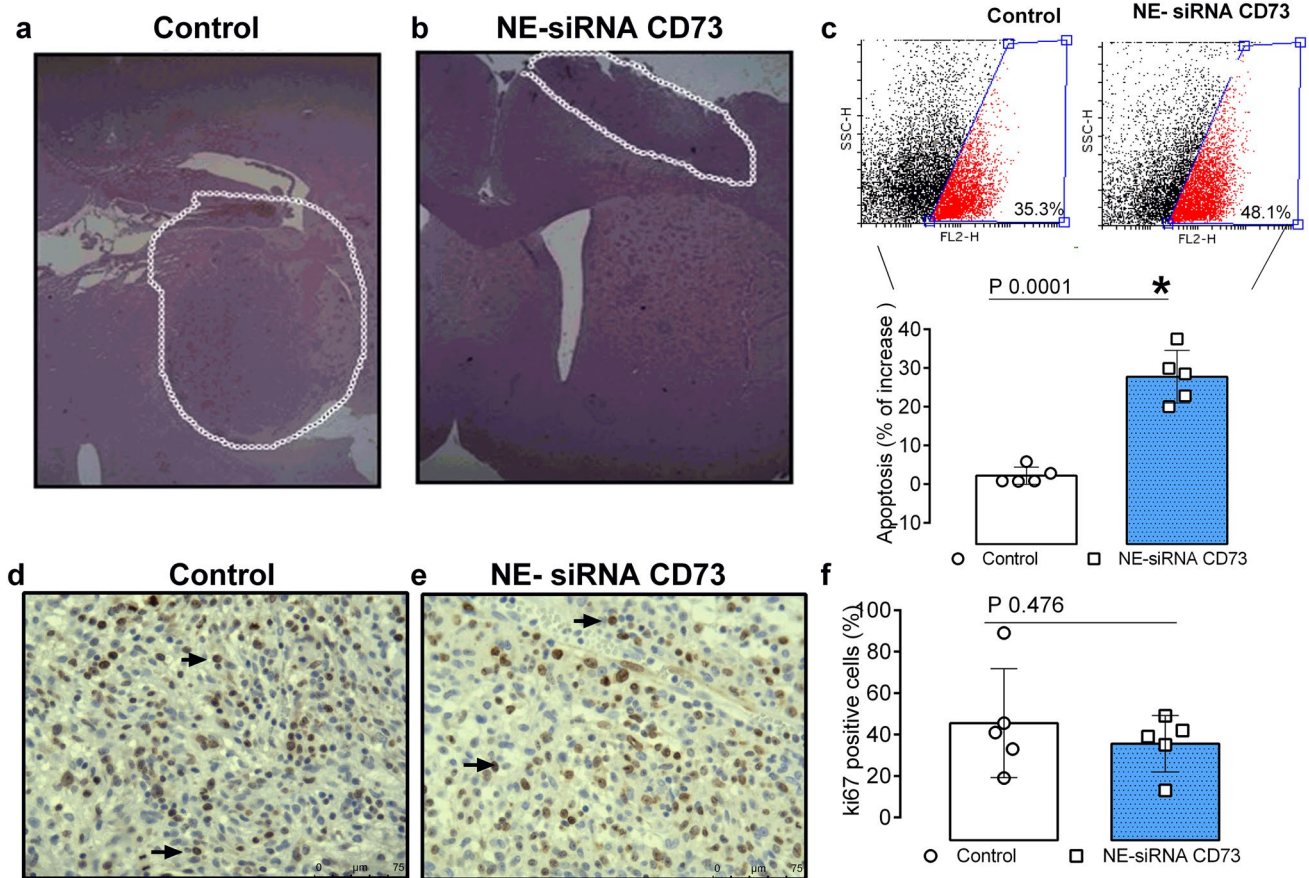 a Control
b NE-siRNA CD73
c Control NE- siRNA CD73
SSC-H
35.3%
FL2-H
SSC-H
48.1%
FL2-H
P 0.0001 *
Apoptosis (% of increase )
40
30
20
10
0
10
Control NE-siRNA CD73
d Control
0 µm 75
e NE- siRNA CD73
0 µm 75
f
P 0.476
ki67 positive cells (%)
100
80
60
40
20
0
Control NE-siRNA CD73